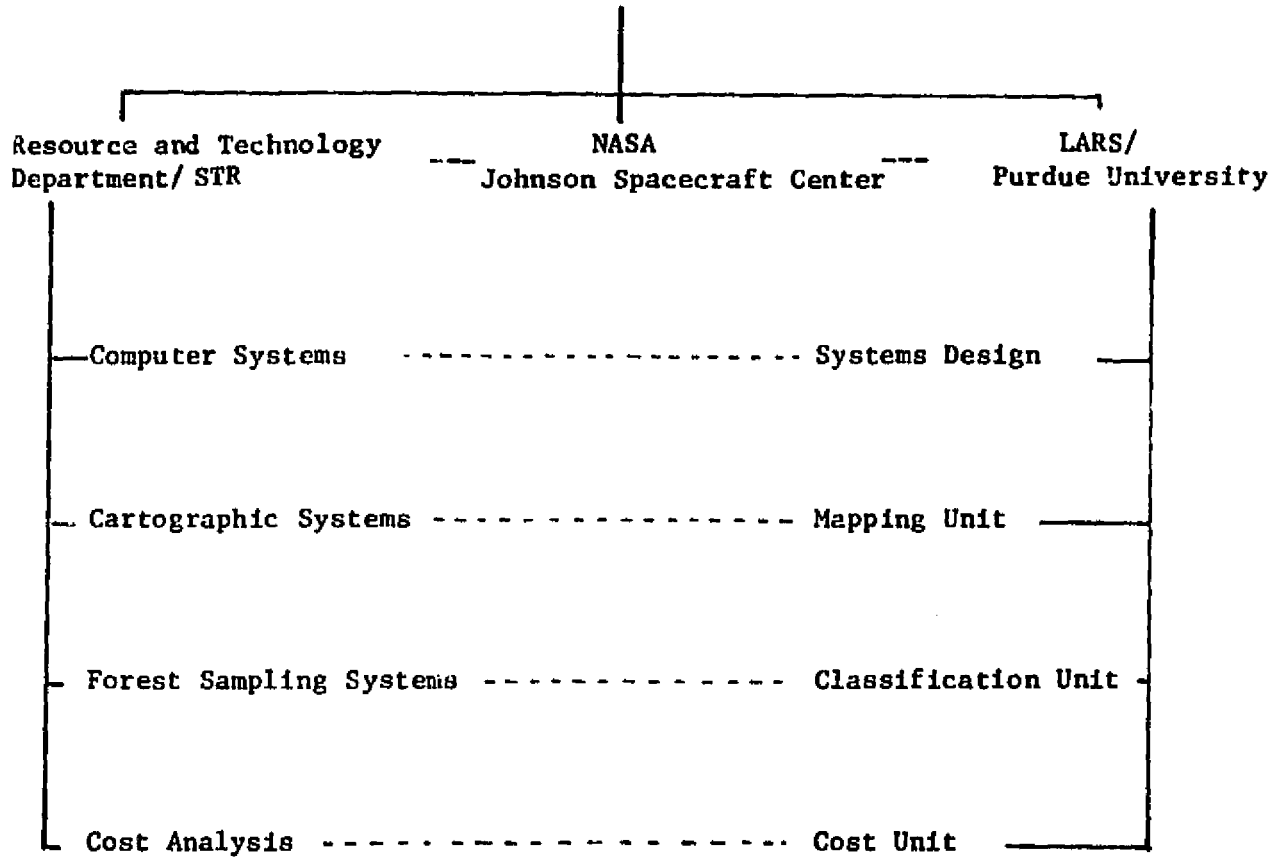 Resource and Technology
Department/ STR
NASA
Johnson Spacecraft Center
LARS/
Purdue University
Computer Systems
Systems Design
Cartographic Systems
Mapping Unit
Forest Sampling Systems
Classification Unit
Cost Analysis
Cost Unit